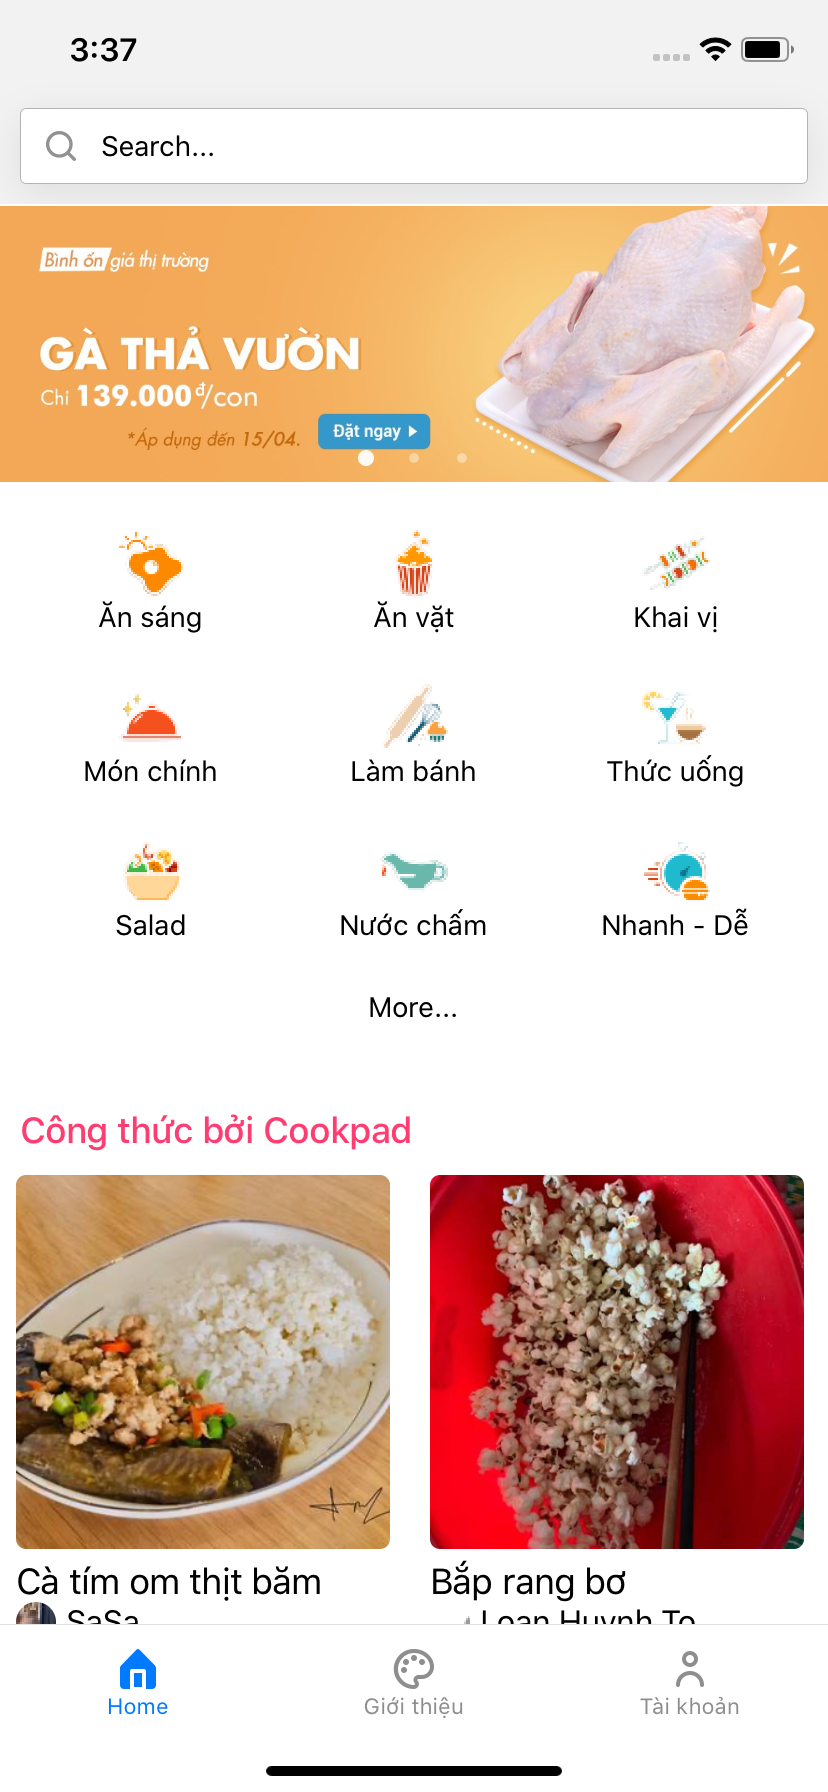 3:37
Search...
Bình ổn giá thị trường
GÀ THẢ VƯỜN
Chỉ 139.000đ/con
*Áp dụng đến 15/04.
Đặt ngay
Ăn sáng
Ăn vặt
Khai vị
Món chính
Làm bánh
Thức uống
Salad
Nước chấm
Nhanh - Dễ
More...
Công thức bởi Cookpad
Cà tím om thịt băm
Bắp rang bơ
SaSa
Loan Huynh To
Home
Giới thiệu
Tài khoản